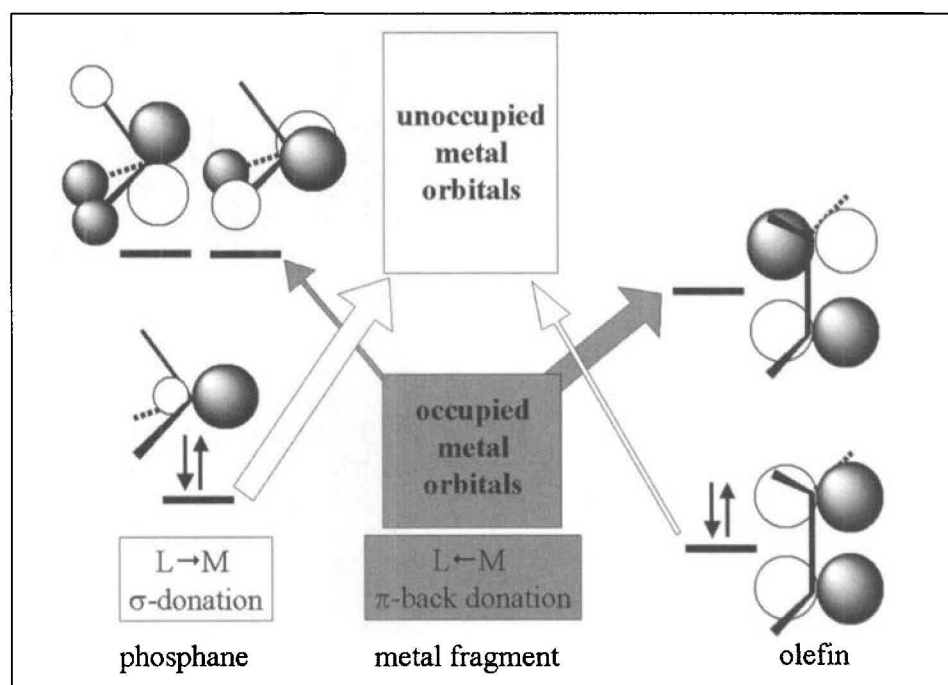 unoccupied
metal
orbitals
occupied
metal
orbitals
L→M
σ-donation
L←M
π-back donation
phosphane
metal fragment
olefin